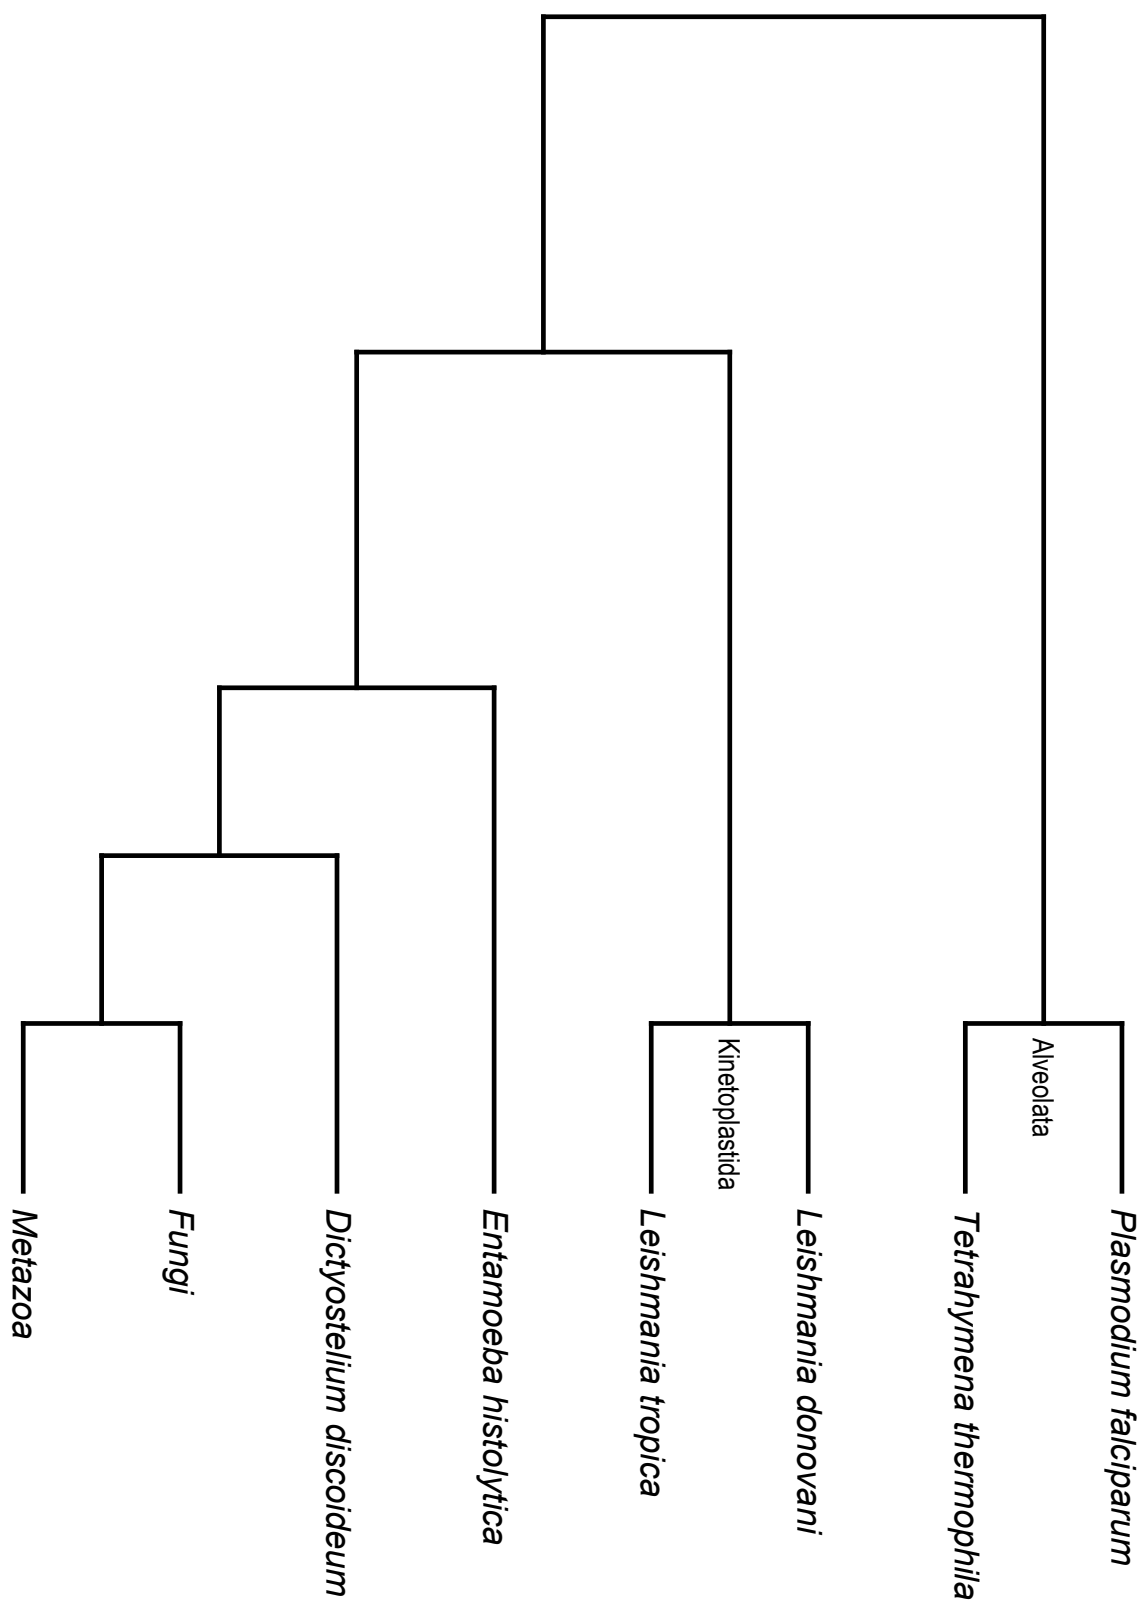 Plasmodium falciparum
Alveolata
Tetrahymena thermophila
Leishmania donovani
Kinetoplastida
Leishmania tropica
Entamoeba histolytica
Dictyostelium discoideum
Fungi
Metazoa